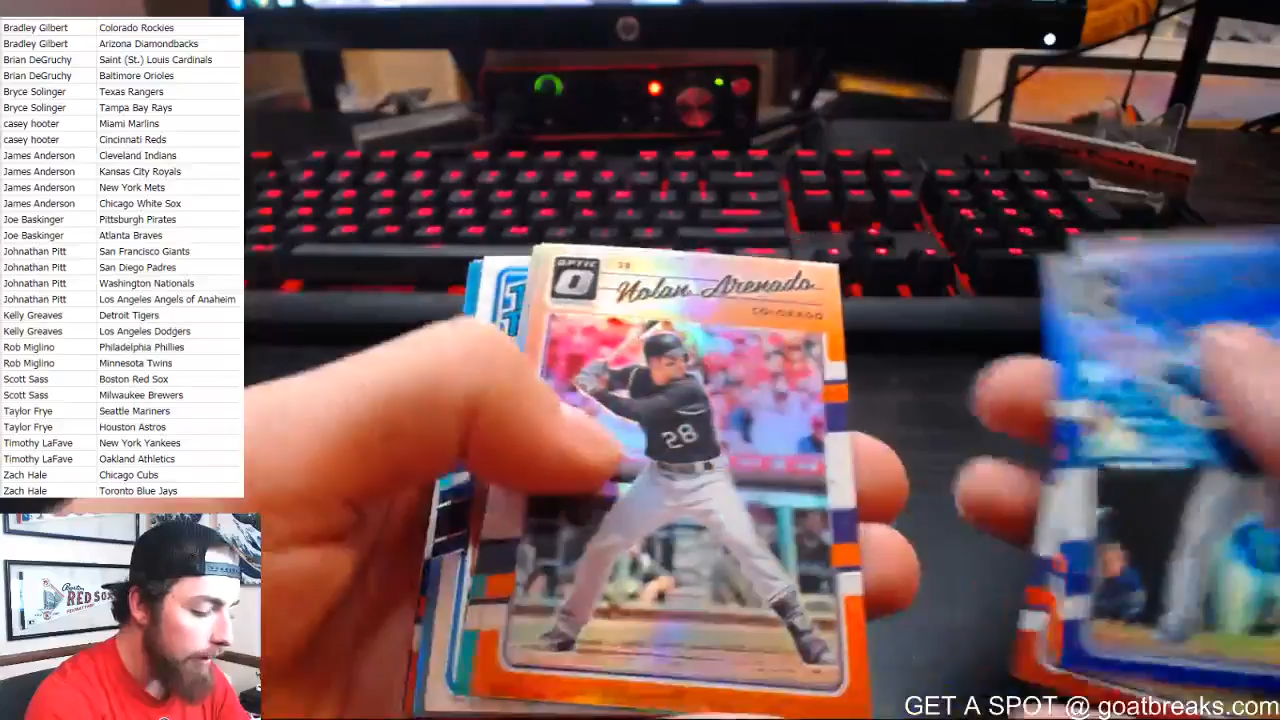 Bradley Gilbert Colorado Rockies
Bradley Gilbert Arizona Diamondbacks
Brian DeGruchy Saint (St.) Louis Cardinals
Brian DeGruchy Baltimore Orioles
Bryce Solinger Texas Rangers
Bryce Solinger Tampa Bay Rays
casey hooter Miami Marlins
casey hooter Cincinnati Reds
James Anderson Cleveland Indians
James Anderson Kansas City Royals
James Anderson New York Mets
James Anderson Chicago White Sox
Joe Baskinger Pittsburgh Pirates
Joe Baskinger Atlanta Braves
Johnathan Pitt San Francisco Giants
Johnathan Pitt San Diego Padres
Johnathan Pitt Washington Nationals
Johnathan Pitt Los Angeles Angels of Anaheim
Kelly Greaves Detroit Tigers
Kelly Greaves Los Angeles Dodgers
Rob Miglino Philadelphia Phillies
Rob Miglino Minnesota Twins
Scott Sass Boston Red Sox
Scott Sass Milwaukee Brewers
Taylor Frye Seattle Mariners
Taylor Frye Houston Astros
Timothy LaFave New York Yankees
Timothy LaFave Oakland Athletics
Zach Hale Chicago Cubs
Zach Hale Toronto Blue Jays
OPTIC
3B
Nolan Arenado
COLORADO
28
RED SOX
GET A SPOT @ goatbreaks.com